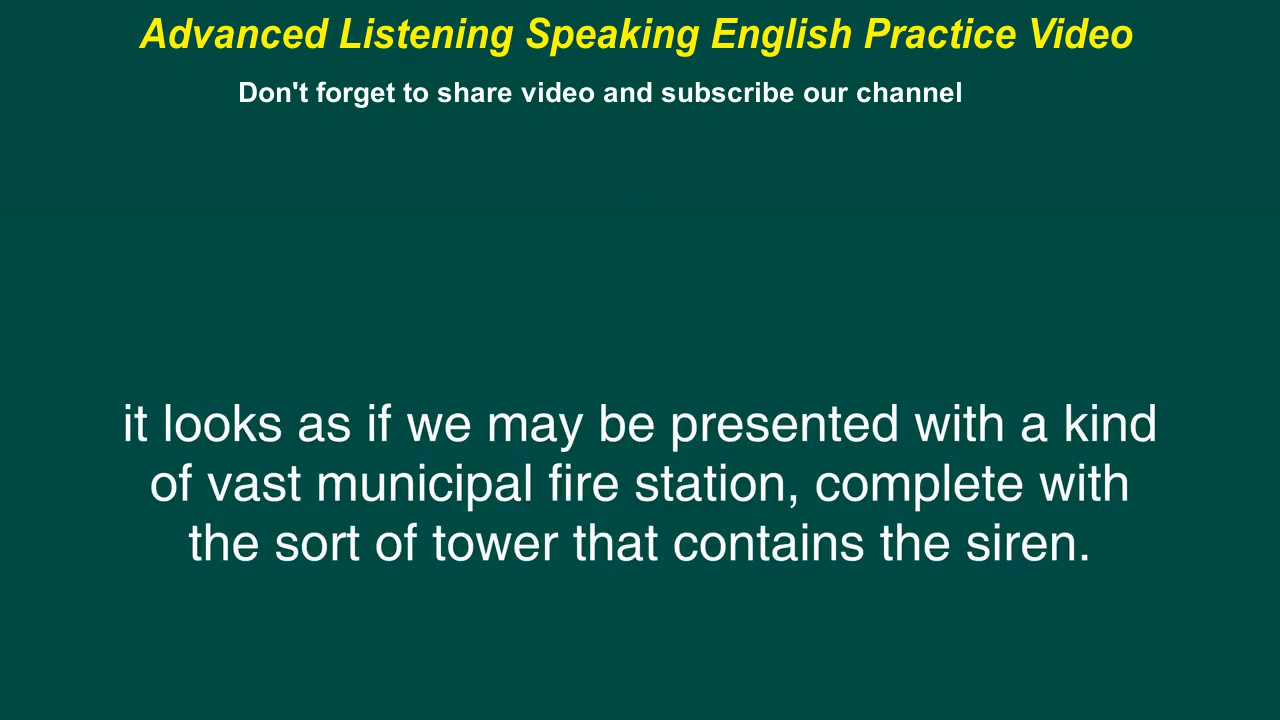 Advanced Listening Speaking English Practice Video
Don't forget to share video and subscribe our channel
it looks as if we may be presented with a kind
of vast municipal fire station, complete with
the sort of tower that contains the siren.